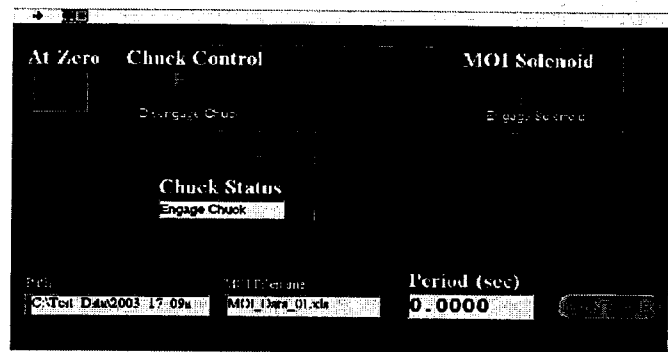 At Zero Chuck Control MOI Solenoid
Disengage Chuck Engage Solenoid
Chuck Status
Engage Chuck
Path MOI Filename Period (sec)
MOI_Data_01.xls 0.0000